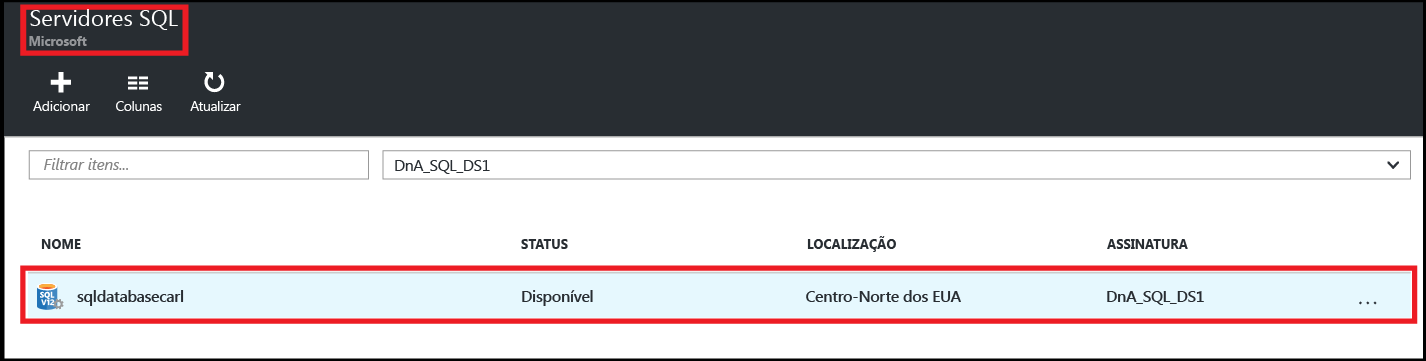 Servidores SQL
Microsoft
Adicionar Colunas Atualizar
Filtrar itens... DnA_SQL_DS1
NOME STATUS LOCALIZAÇÃO ASSINATURA
SQL V12 sqldatabasecarl Disponível Centro-Norte dos EUA DnA_SQL_DS1 ...